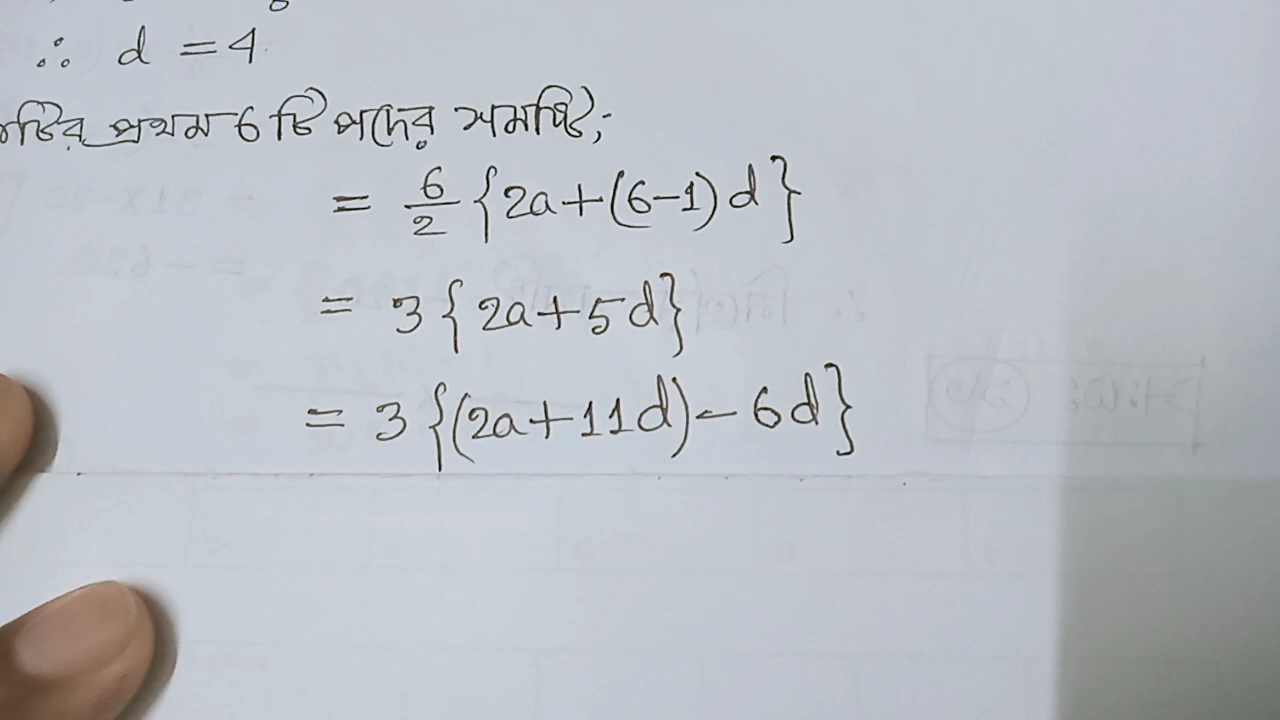 ∴ d = 4
টির প্রথম 6 টি পদের সমষ্টি;-
= 6/2 {2a+(6-1)d}
= 3 {2a+5d}
= 3 {(2a+11d)-6d}